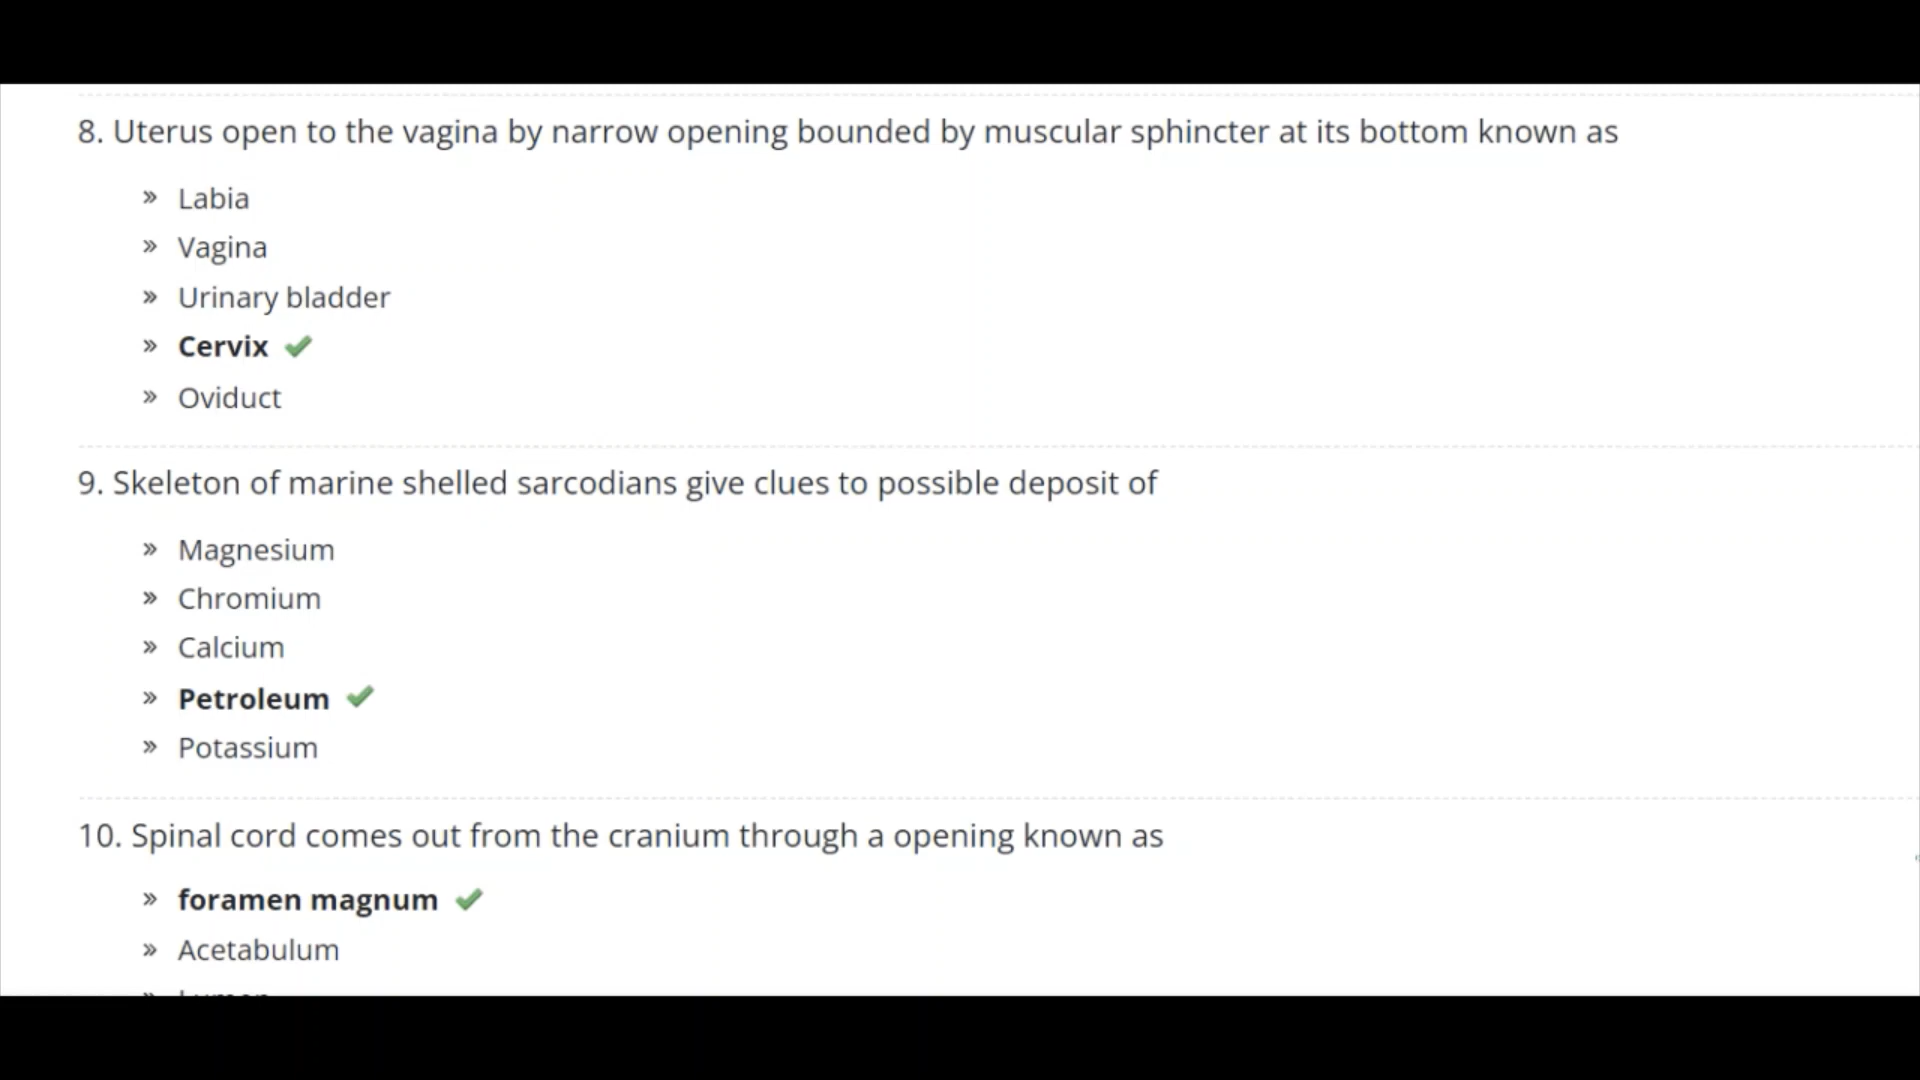 8. Uterus open to the vagina by narrow opening bounded by muscular sphincter at its bottom known as
» Labia
» Vagina
» Urinary bladder
» Cervix
» Oviduct
9. Skeleton of marine shelled sarcodians give clues to possible deposit of
» Magnesium
» Chromium
» Calcium
» Petroleum
» Potassium
10. Spinal cord comes out from the cranium through a opening known as
» foramen magnum
» Acetabulum